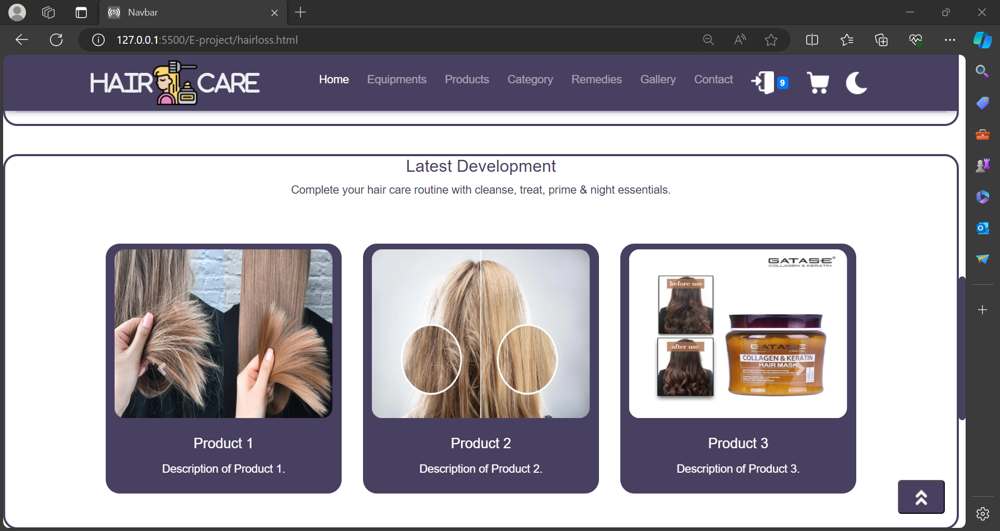 Navbar
127.0.0.1:5500/E-project/hairloss.html
HAIR CARE
Home Equipments Products Category Remedies Gallery Contact 9
Latest Development
Complete your hair care routine with cleanse, treat, prime & night essentials.
GATASE®
COLLAGEN & KERATIN
before use
after use
GATASE
COLLAGEN & KERATIN
HAIR MASK
Product 1
Description of Product 1.
Product 2
Description of Product 2.
Product 3
Description of Product 3.